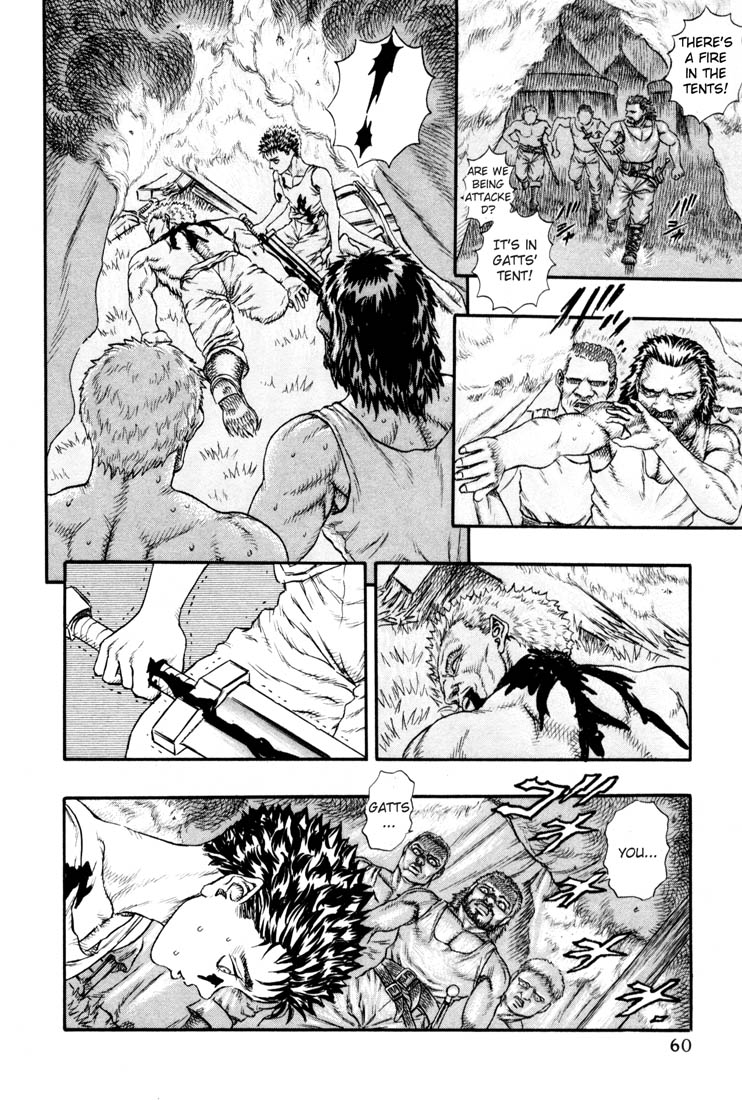 THERE'S
A FIRE
IN THE
TENTS!
ARE WE
BEING
ATTACKE
D?
IT'S IN
GATTS'
TENT!
!
GATTS
...
YOU...
60